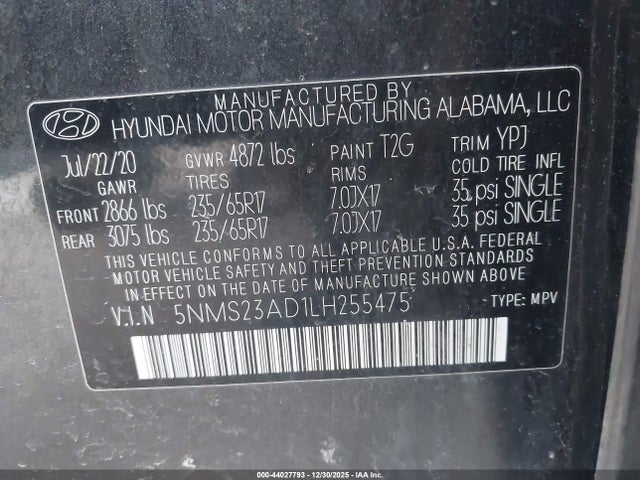 MANUFACTURED BY
HYUNDAI MOTOR MANUFACTURING ALABAMA, LLC
Jul/22/20 GVWR 4872 lbs PAINT T2G TRIM YPJ
GAWR TIRES RIMS COLD TIRE INFL
FRONT 2866 lbs 235/65R17 7.0JX17 35 psi SINGLE
REAR 3075 lbs 235/65R17 7.0JX17 35 psi SINGLE
THIS VEHICLE CONFORMS TO ALL APPLICABLE U.S.A. FEDERAL
MOTOR VEHICLE SAFETY AND THEFT PREVENTION STANDARDS IN
EFFECT ON THE DATE OF MANUFACTURE SHOWN ABOVE.
V.I.N 5NMS23AD1LH255475 TYPE: MPV
000-44027793 - 12/30/2025 - IAA Inc.